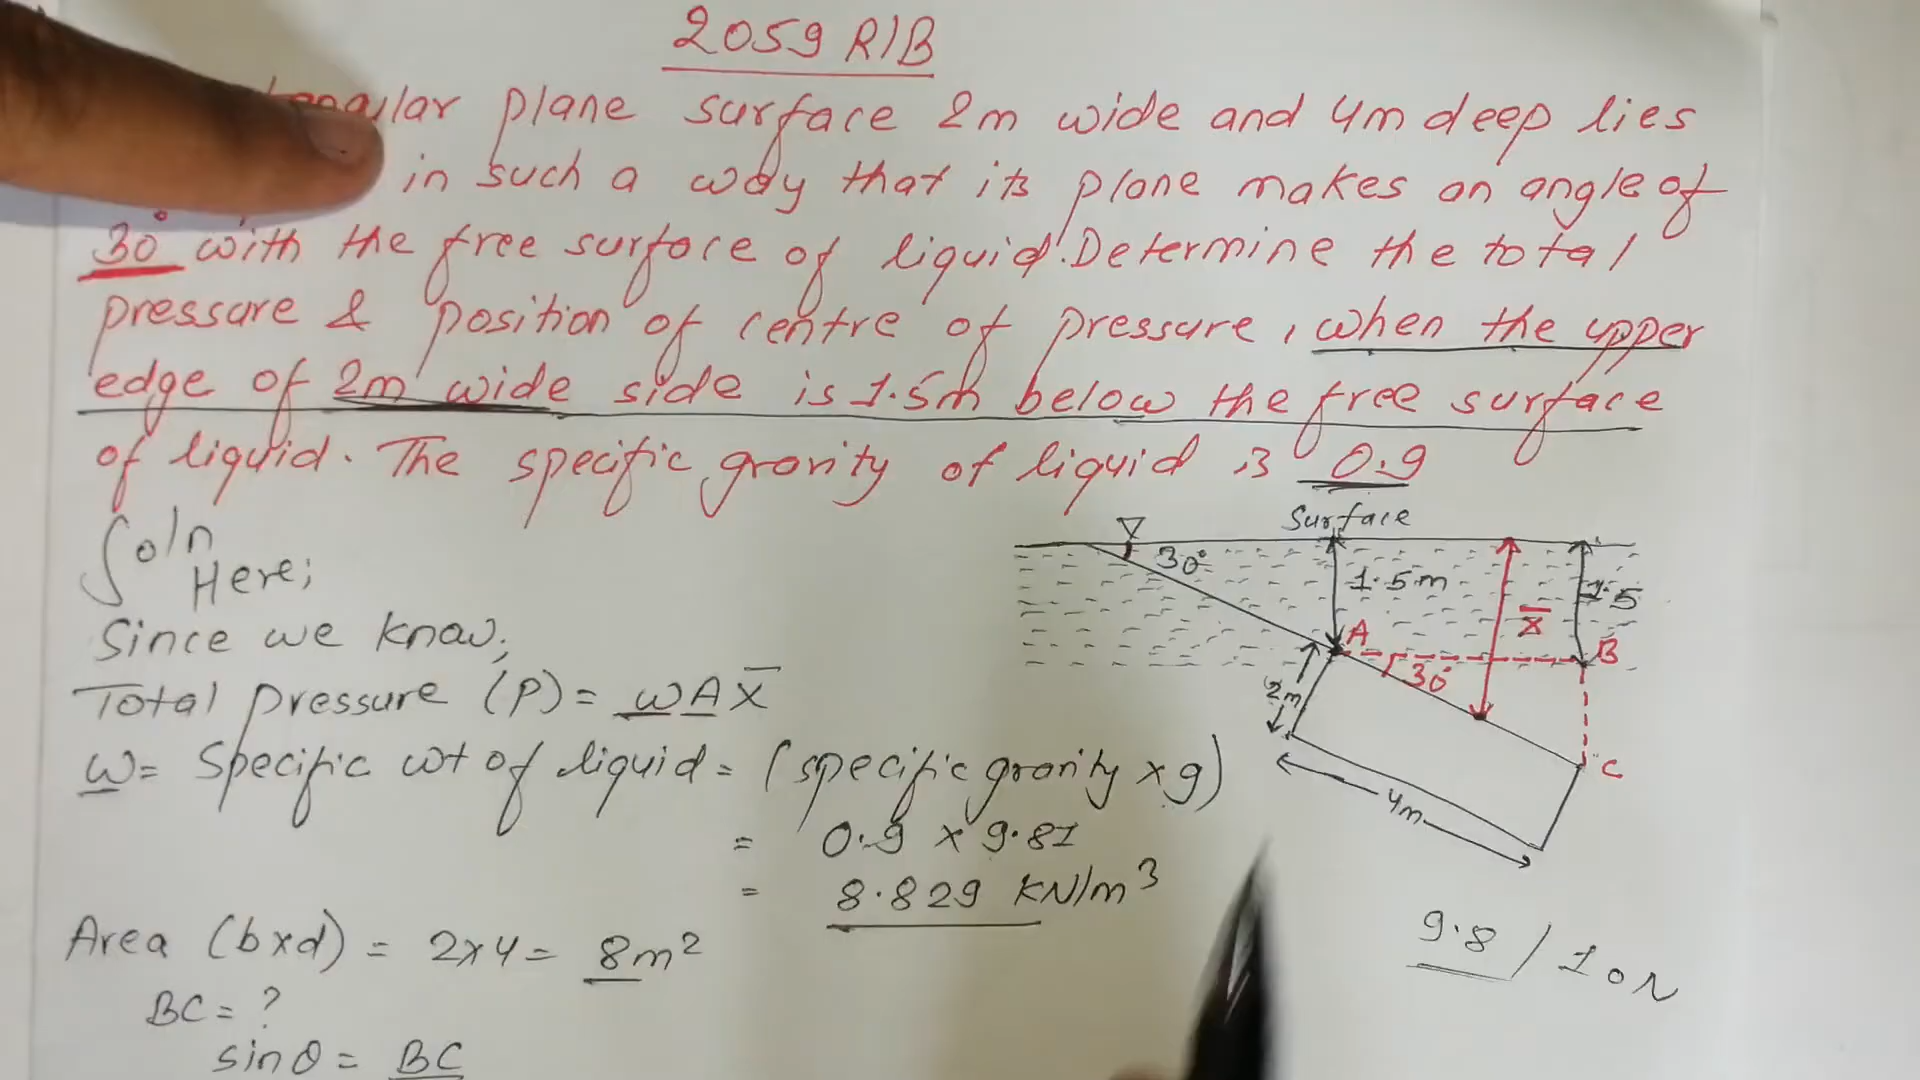 2059 R/B
plane surface 2m wide and 4m deep lies
in such a way that its plane makes an angle of
30° with the free surface of liquid. Determine the total
pressure & position of centre of pressure, when the upper
edge of 2m wide side is 1.5m below the free surface
of liquid. The specific gravity of liquid is 0.9
Soln
Here;
Since we know;
Total pressure (P) = wAx̄
w = Specific wt of liquid = (specific gravity x g)
= 0.9 x 9.81
= 8.829 KN/m³
Area (bxd) = 2x4 = 8m²
BC = ?
sinθ = BC
Surface
30°
1.5m
x̄
1.5
A
B
30°
2m
C
4m
9.8 / 10N